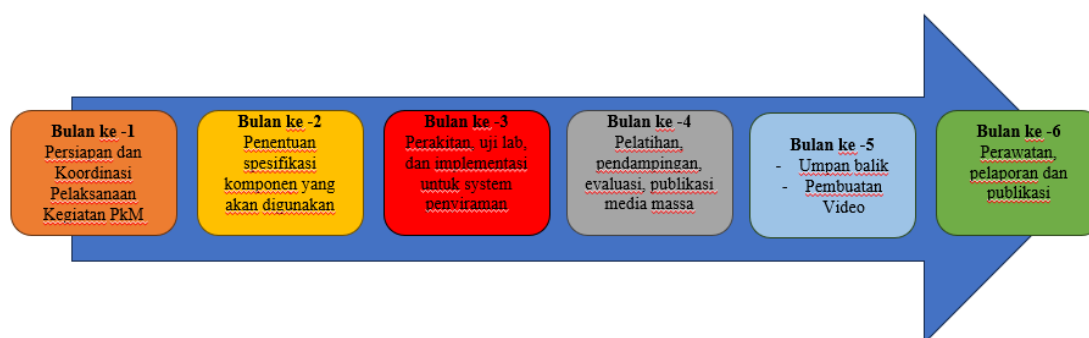 Bulan ke -1
Persiapan dan
Koordinasi
Pelaksanaan
Kegiatan PkM
Bulan ke -2
Penentuan
spesifikasi
komponen yang
akan digunakan
Bulan ke -3
Perakitan, uji lab,
dan implementasi
untuk system
penyiraman
Bulan ke -4
Pelatihan,
pendampingan,
evaluasi, publikasi
media massa
Bulan ke -5
- Umpan balik
- Pembuatan
Video
Bulan ke -6
Perawatan,
pelaporan dan
publikasi